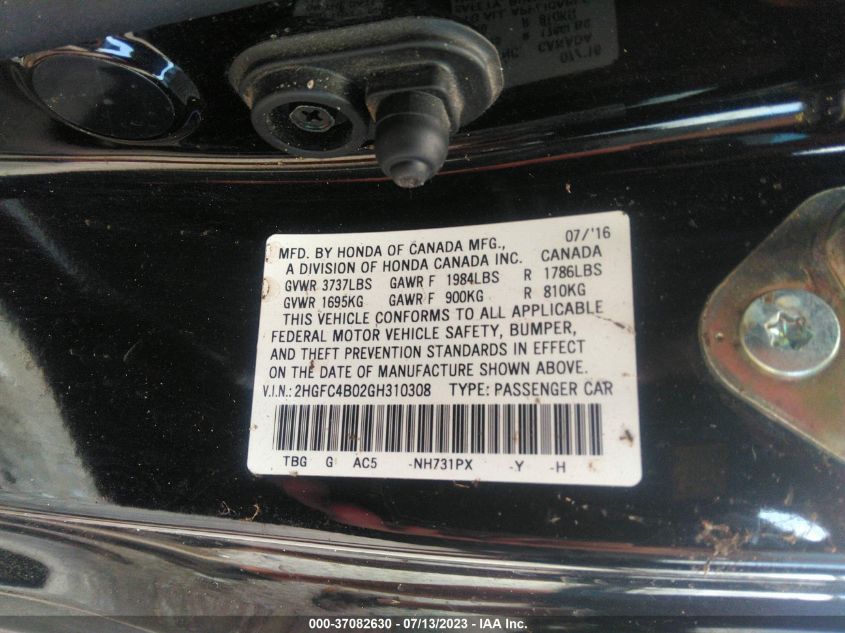 MFD. BY HONDA OF CANADA MFG., 07/'16
A DIVISION OF HONDA CANADA INC. CANADA
GVWR 3737LBS GAWR F 1984LBS R 1786LBS
GVWR 1695KG GAWR F 900KG R 810KG
THIS VEHICLE CONFORMS TO ALL APPLICABLE
FEDERAL MOTOR VEHICLE SAFETY, BUMPER,
AND THEFT PREVENTION STANDARDS IN EFFECT
ON THE DATE OF MANUFACTURE SHOWN ABOVE.
V.I.N.: 2HGFC4B02GH310308 TYPE: PASSENGER CAR
TBG G AC5 -NH731PX -Y -H
000-37082630 - 07/13/2023 - IAA Inc.